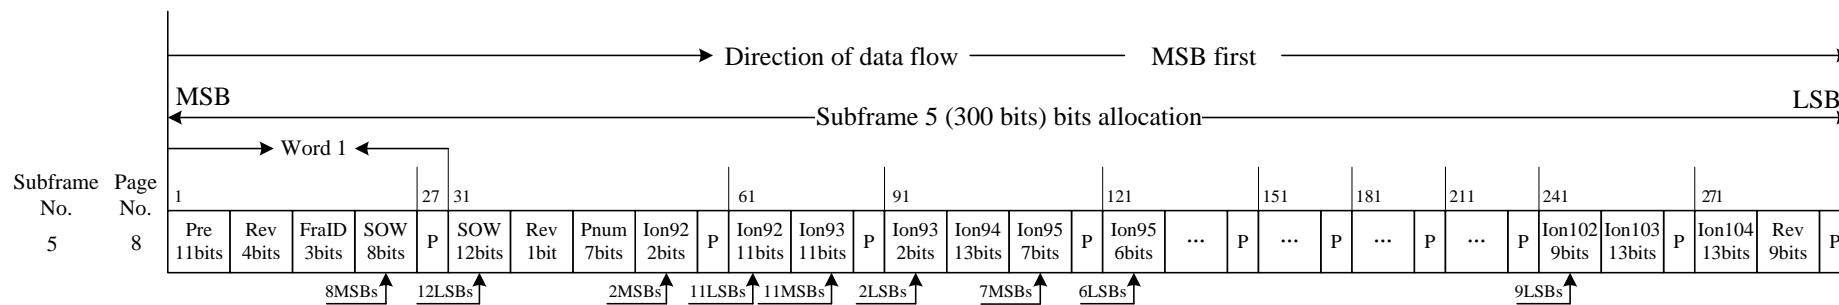 Direction of data flow MSB first
MSB LSB
Subframe 5 (300 bits) bits allocation
Word 1
Subframe No. Page No.
1 27 31 61 91 121 151 181 211 241 271
5 8
Pre 11bits
Rev 4bits
FraID 3bits
SOW 8bits
P
SOW 12bits
Rev 1bit
Pnum 7bits
Ion92 2bits
P
Ion92 11bits
Ion93 11bits
P
Ion93 2bits
Ion94 13bits
Ion95 7bits
P
Ion95 6bits
...
P
...
P
...
P
...
P
Ion102 9bits
Ion103 13bits
P
Ion104 13bits
Rev 9bits
P
8MSBs 12LSBs 2MSBs 11LSBs 11MSBs 2LSBs 7MSBs 6LSBs 9LSBs